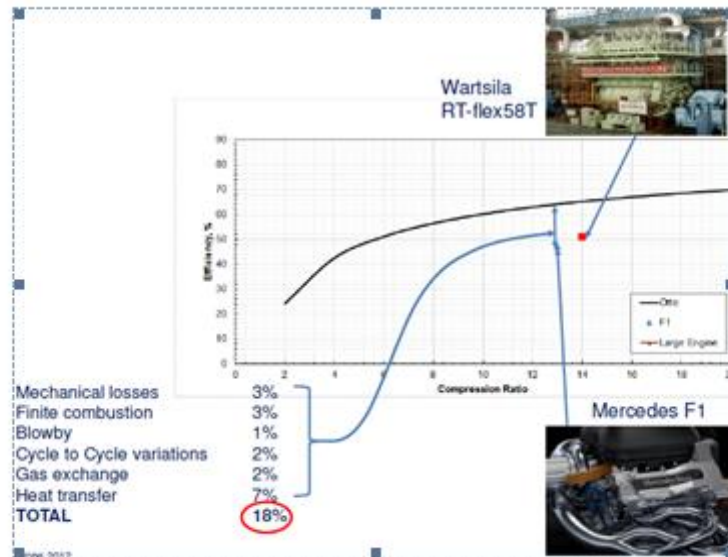 Wartsila
RT-flex58T
90
80
70
60
50
40
30
20
10
0
Efficiency, %
0 2 4 6 8 10 12 14 16 18
Compression Ratio
Otto
F1
Large Engine
Mechanical losses 3%
Finite combustion 3%
Blowby 1%
Cycle to Cycle variations 2%
Gas exchange 2%
Heat transfer 7%
TOTAL 18%
Mercedes F1
2012